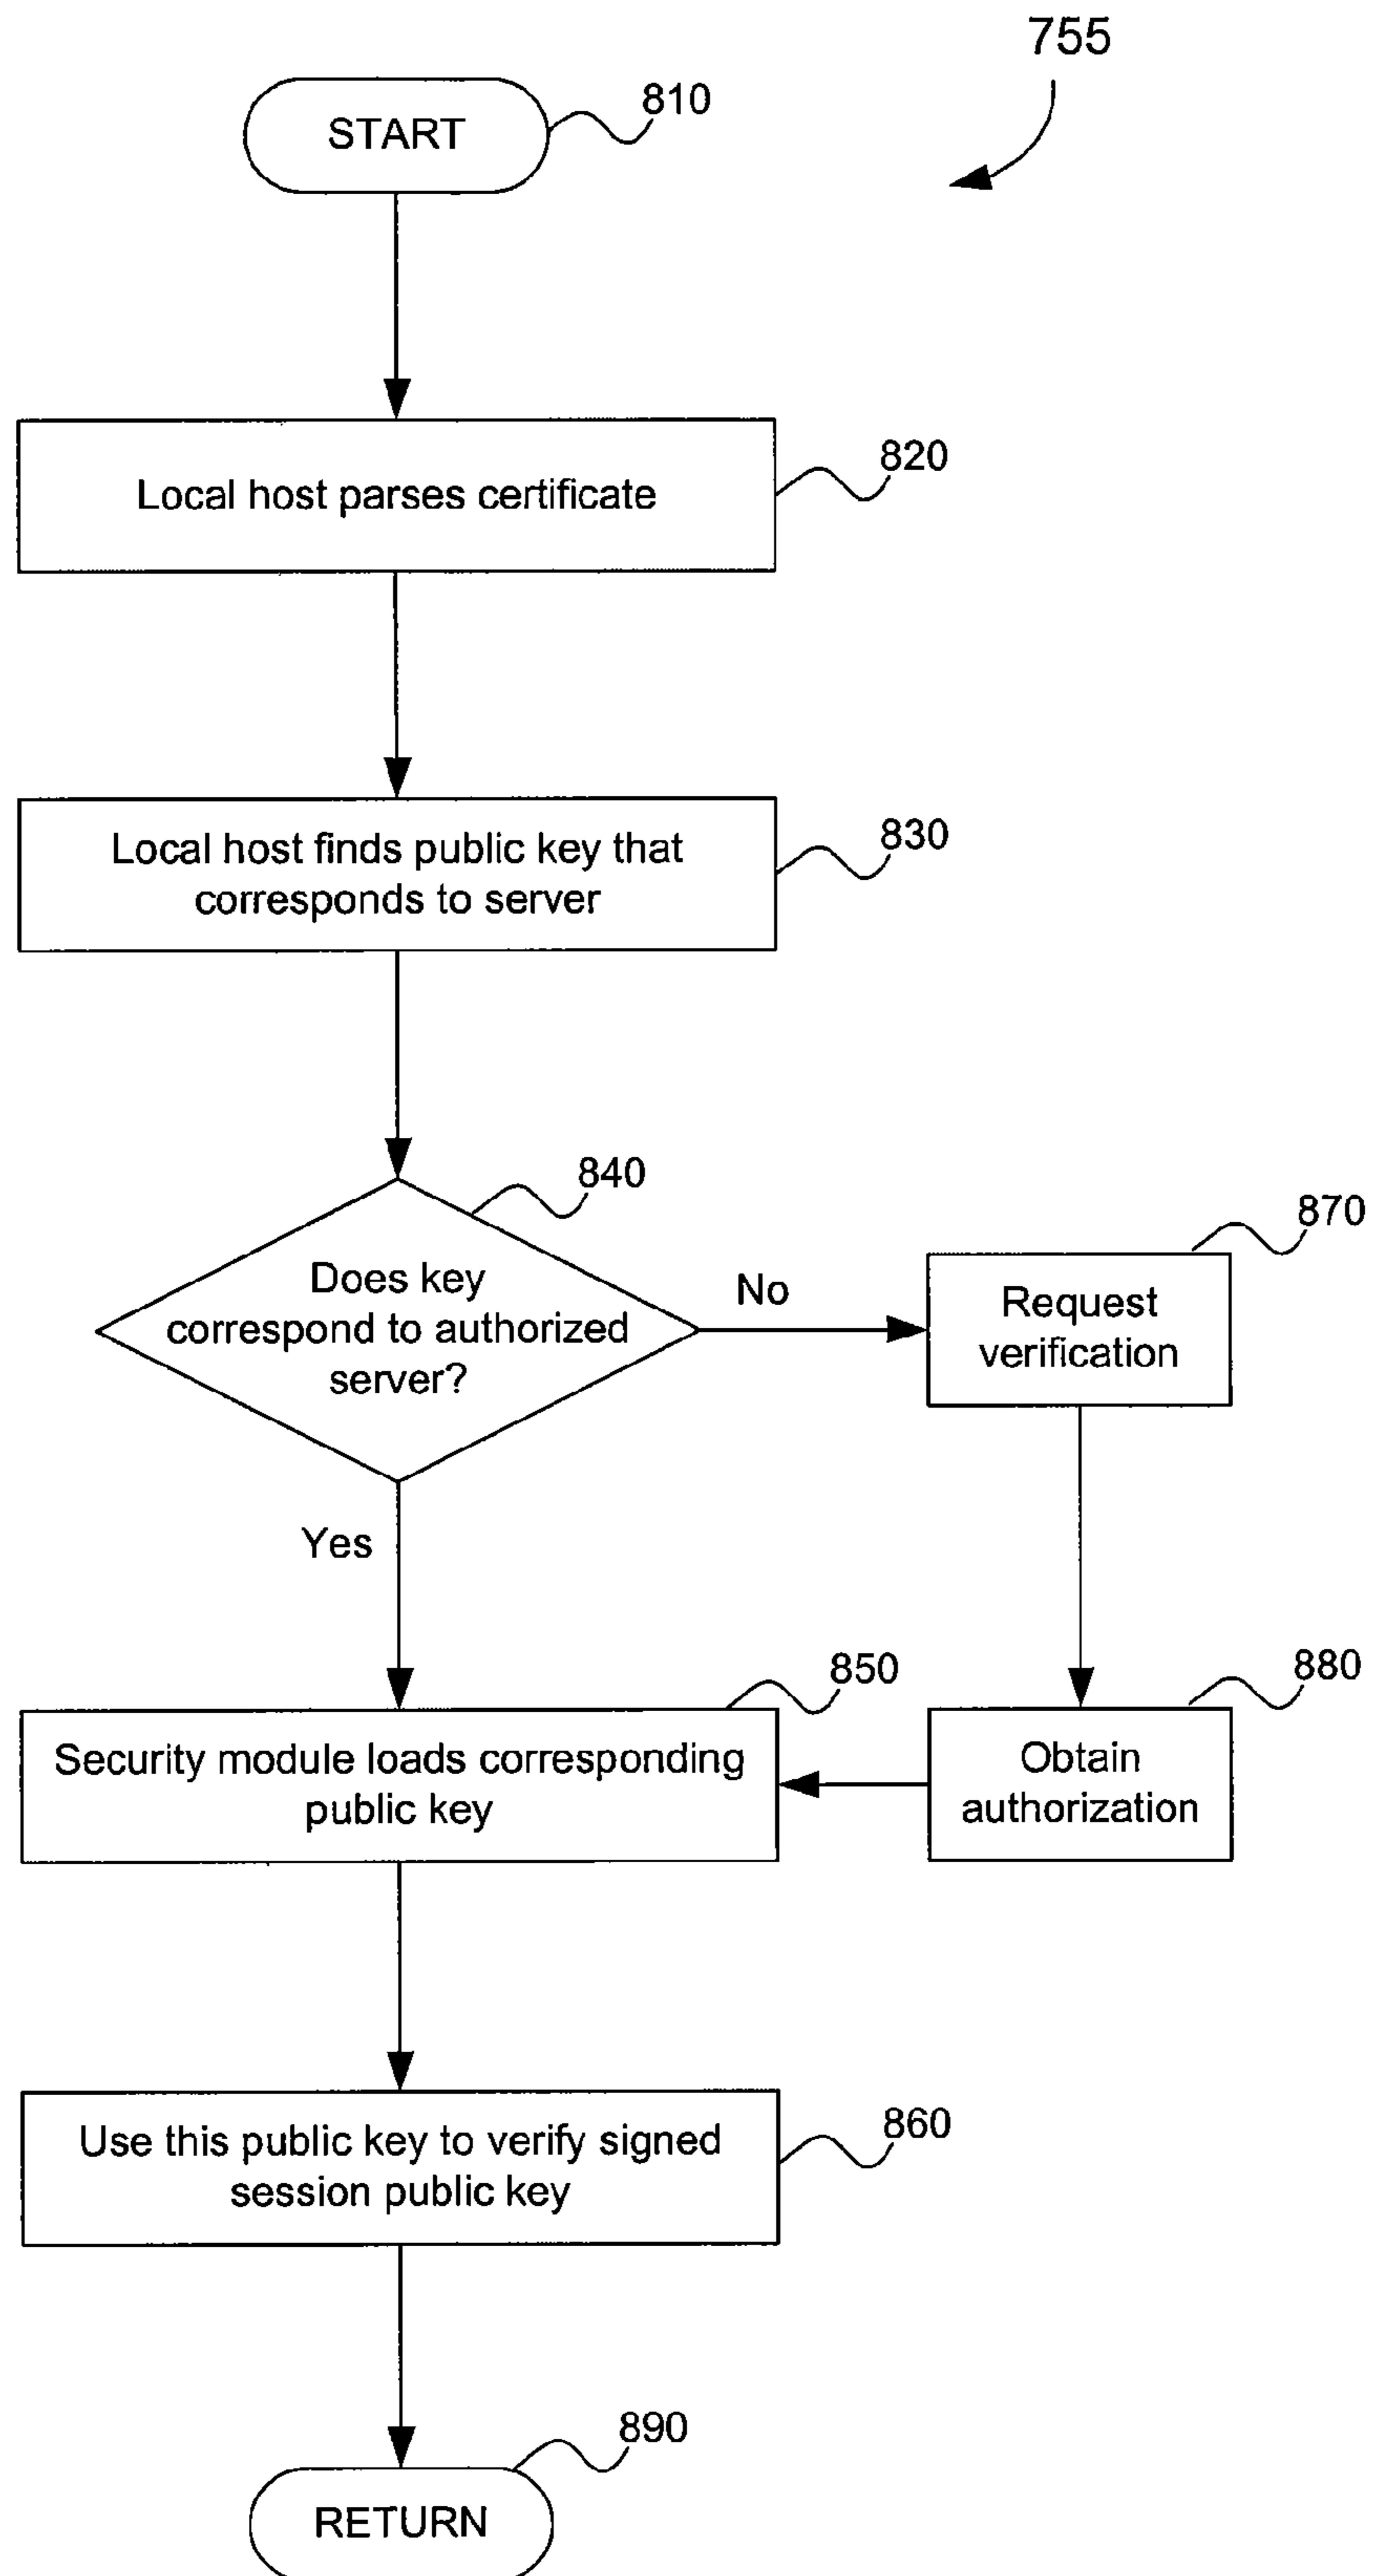 755
START
810
Local host parses certificate
820
Local host finds public key that
corresponds to server
830
840
Does key
correspond to authorized
server?
No
870
Request
verification
Yes
850
Security module loads corresponding
public key
880
Obtain
authorization
Use this public key to verify signed
session public key
860
890
RETURN